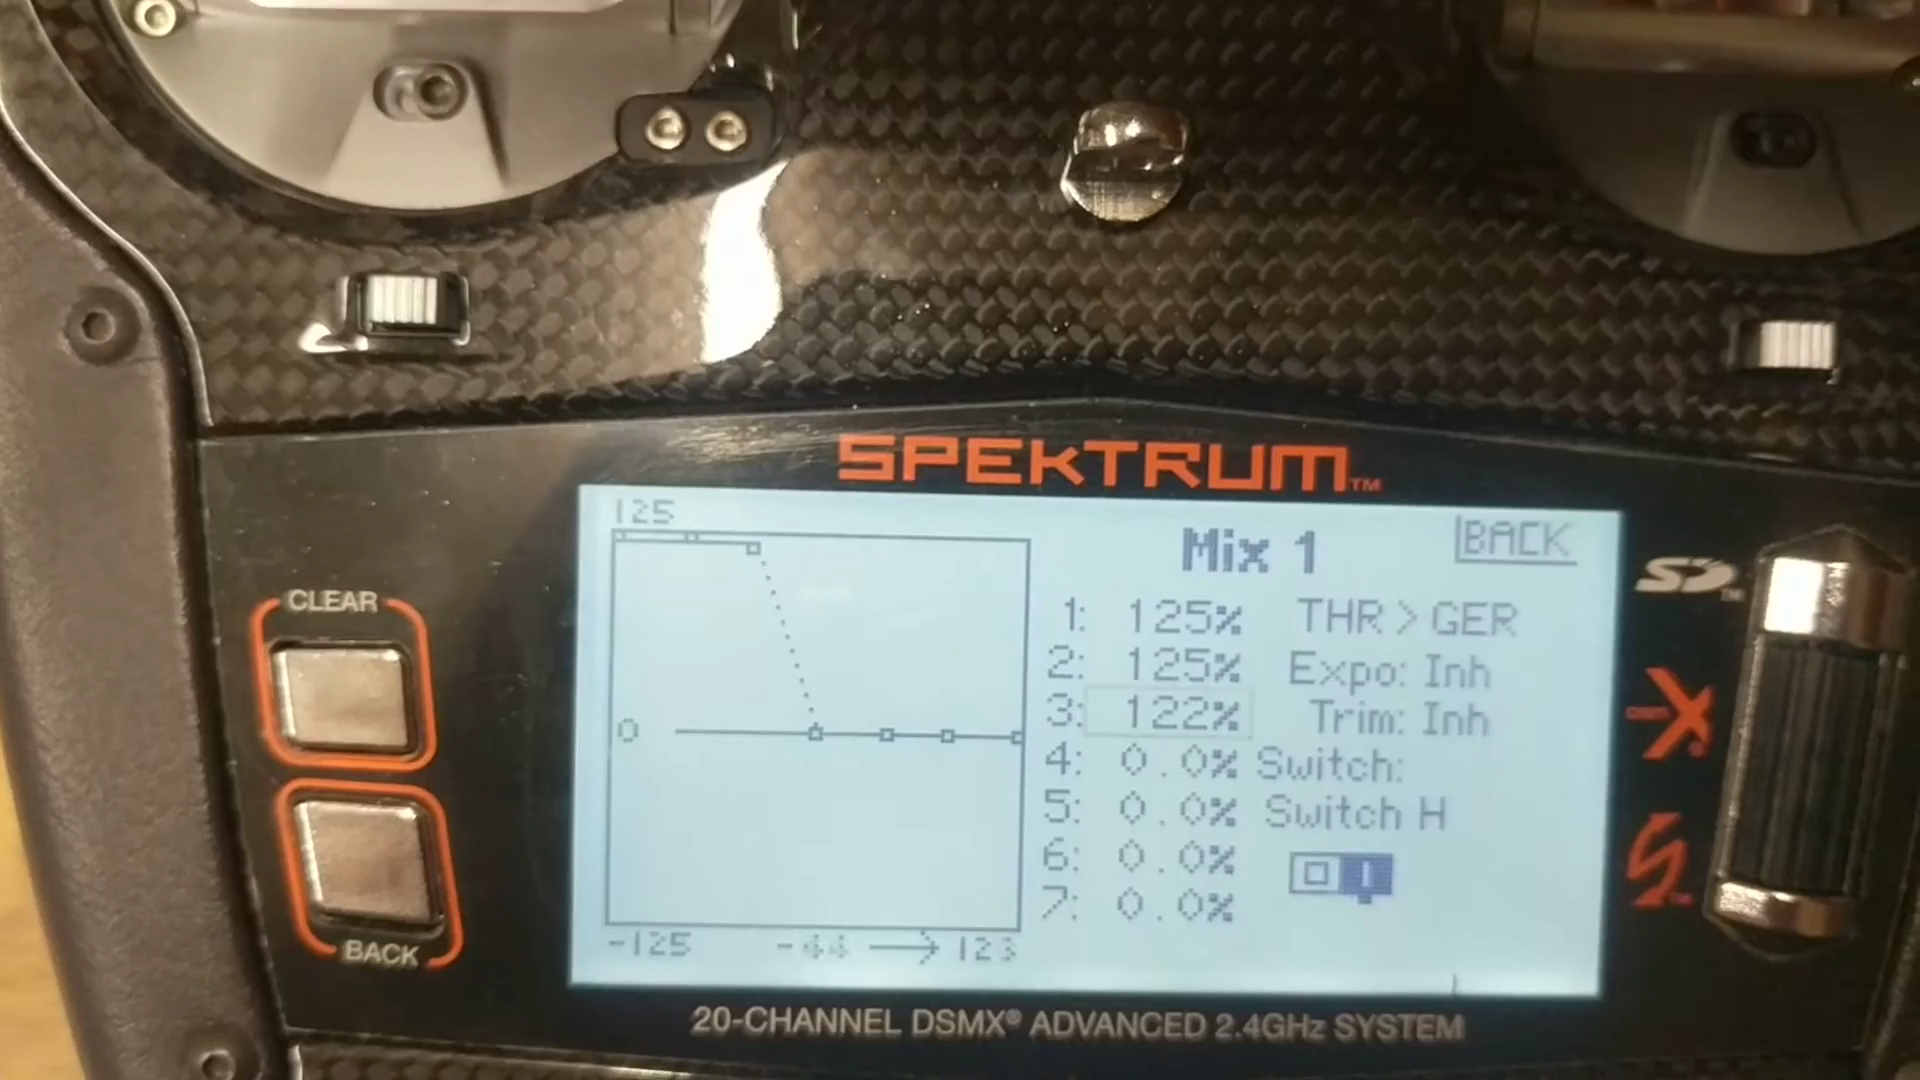 SPEKTRUM™
125
Mix 1
BACK
1: 125% THR > GER
2: 125% Expo: Inh
3: 122% Trim: Inh
0
4: 0.0% Switch:
5: 0.0% Switch H
6: 0.0%
7: 0.0%
-125 -44 → 123
CLEAR
BACK
20-CHANNEL DSMX® ADVANCED 2.4GHz SYSTEM